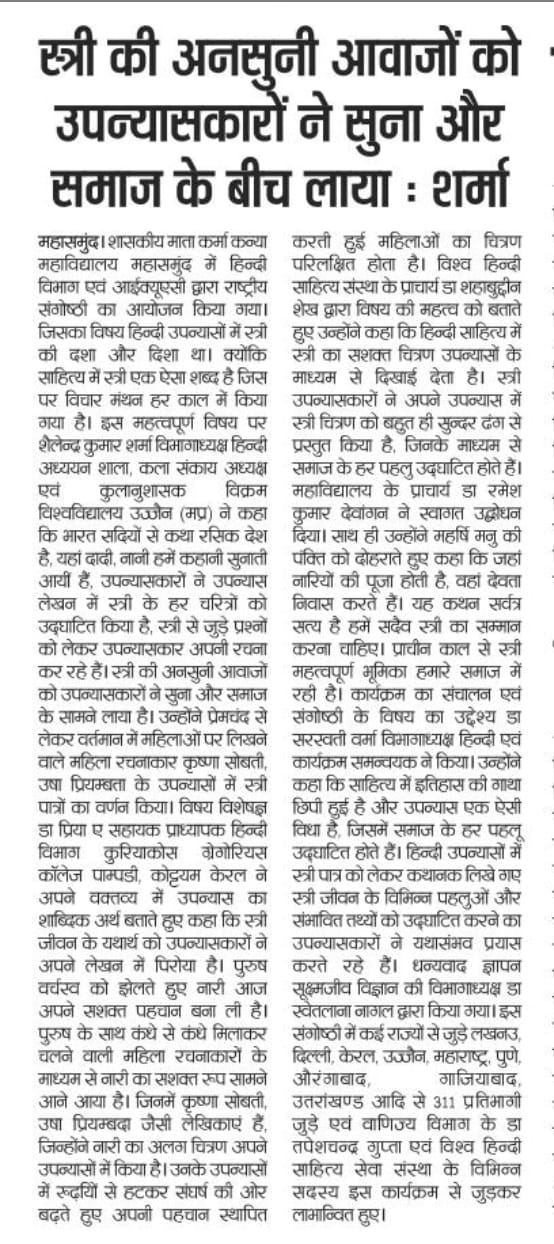 स्त्री की अनसुनी आवाजों को
उपन्यासकारों ने सुना और
समाज के बीच लाया : शर्मा
महासमुंद। शासकीय माता कर्मा कन्या
महाविद्यालय महासमुंद में हिन्दी
विभाग एवं आईक्यूएसी द्वारा राष्ट्रीय
संगोष्ठी का आयोजन किया गया।
जिसका विषय हिन्दी उपन्यासों में स्त्री
की दशा और दिशा था। क्योंकि
साहित्य में स्त्री एक ऐसा शब्द है जिस
पर विचार मंथन हर काल में किया
गया है। इस महत्वपूर्ण विषय पर
शैलेन्द्र कुमार शर्मा विभागाध्यक्ष हिन्दी
अध्ययन शाला, कला संकाय अध्यक्ष
एवं कुलानुशासक विक्रम
विश्वविद्यालय उज्जैन (मप्र) ने कहा
कि भारत सदियों से कथा रसिक देश
है, यहां दादी, नानी हमें कहानी सुनाती
आयीं हैं, उपन्यासकारों ने उपन्यास
लेखन में स्त्री के हर चरित्रों को
उद्घाटित किया है, स्त्री से जुड़े प्रश्नों
को लेकर उपन्यासकार अपनी रचना
कर रहे हैं। स्त्री की अनसुनी आवाजों
को उपन्यासकारों ने सुना और समाज
के सामने लाया है। उन्होंने प्रेमचंद से
लेकर वर्तमान में महिलाओं पर लिखने
वाले महिला रचनाकार कृष्णा सोबती,
उषा प्रियम्बता के उपन्यासों में स्त्री
पात्रों का वर्णन किया। विषय विशेषज्ञ
डा प्रिया ए सहायक प्राध्यापक हिन्दी
विभाग कुरियाकोस ग्रेगोरियस
कॉलेज पाम्पडी, कोट्टयम केरल ने
अपने वक्तव्य में उपन्यास का
शाब्दिक अर्थ बताते हुए कहा कि स्त्री
जीवन के यथार्थ को उपन्यासकारों ने
अपने लेखन में पिरोया है। पुरुष
वर्चस्व को झेलते हुए नारी आज
अपने सशक्त पहचान बना ली है।
पुरुष के साथ कंधे से कंधे मिलाकर
चलने वाली महिला रचनाकारों के
माध्यम से नारी का सशक्त रूप सामने
आने आया है। जिनमें कृष्णा सोबती,
उषा प्रियम्बदा जैसी लेखिकाएं हैं,
जिन्होंने नारी का अलग चित्रण अपने
उपन्यासों में किया है। उनके उपन्यासों
में रूढ़ियों से हटकर संघर्ष की ओर
बढ़ते हुए अपनी पहचान स्थापित
करती हुई महिलाओं का चित्रण
परिलक्षित होता है। विश्व हिन्दी
साहित्य संस्था के प्राचार्य डा शहाबुद्दीन
शेख द्वारा विषय की महत्व को बताते
हुए उन्होंने कहा कि हिन्दी साहित्य में
स्त्री का सशक्त चित्रण उपन्यासों के
माध्यम से दिखाई देता है। स्त्री
उपन्यासकारों ने अपने उपन्यास में
स्त्री चित्रण को बहुत ही सुन्दर ढंग से
प्रस्तुत किया है, जिनके माध्यम से
समाज के हर पहलु उद्घाटित होते हैं।
महाविद्यालय के प्राचार्य डा रमेश
कुमार देवांगन ने स्वागत उद्बोधन
दिया। साथ ही उन्होंने महर्षि मनु की
पंक्ति को दोहराते हुए कहा कि जहां
नारियों की पूजा होती है, वहां देवता
निवास करते हैं। यह कथन सर्वत्र
सत्य है हमें सदैव स्त्री का सम्मान
करना चाहिए। प्राचीन काल से स्त्री
महत्वपूर्ण भूमिका हमारे समाज में
रही है। कार्यक्रम का संचालन एवं
संगोष्ठी के विषय का उद्देश्य डा
सरस्वती वर्मा विभागाध्यक्ष हिन्दी एवं
कार्यक्रम समन्वयक ने किया। उन्होंने
कहा कि साहित्य में इतिहास की गाथा
छिपी हुई है और उपन्यास एक ऐसी
विधा है, जिसमें समाज के हर पहलू
उद्घाटित होते हैं। हिन्दी उपन्यासों में
स्त्री पात्र को लेकर कथानक लिखे गए
स्त्री जीवन के विभिन्न पहलुओं और
संभावित तथ्यों को उद्घाटित करने का
उपन्यासकारों ने यथासंभव प्रयास
करते रहे हैं। धन्यवाद ज्ञापन
सूक्ष्मजीव विज्ञान की विभागाध्यक्ष डा
स्वेतलाना नागल द्वारा किया गया। इस
संगोष्ठी में कई राज्यों से जुड़े लखनउ,
दिल्ली, केरल, उज्जैन, महाराष्ट्र, पुणे,
औरंगाबाद, गाजियाबाद,
उत्तराखंण्ड आदि से 311 प्रतिभागी
जुड़े एवं वाणिज्य विभाग के डा
तपेशचन्द्र गुप्ता एवं विश्व हिन्दी
साहित्य सेवा संस्था के विभिन्न
सदस्य इस कार्यक्रम से जुड़कर
लाभान्वित हुए।